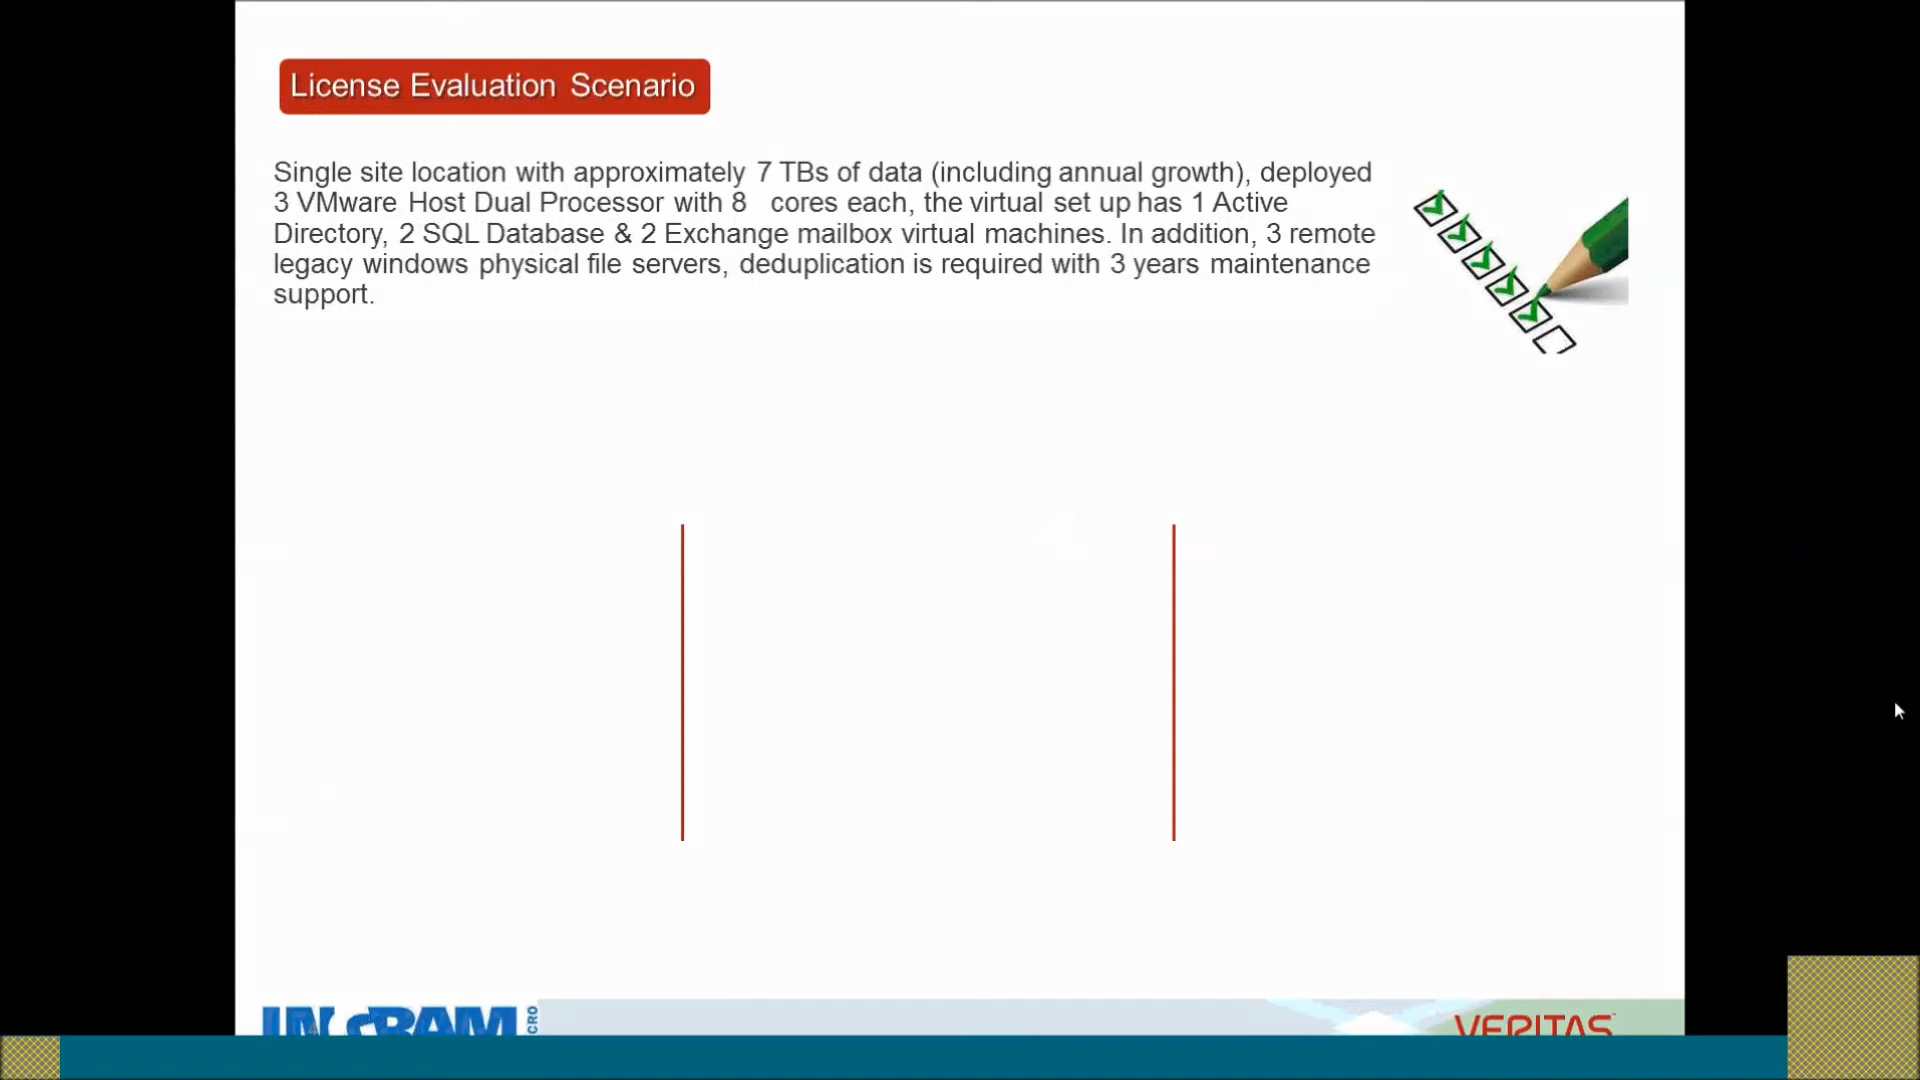 License Evaluation Scenario
Single site location with approximately 7 TBs of data (including annual growth), deployed
3 VMware Host Dual Processor with 8 cores each, the virtual set up has 1 Active
Directory, 2 SQL Database & 2 Exchange mailbox virtual machines. In addition, 3 remote
legacy windows physical file servers, deduplication is required with 3 years maintenance
support.
INGRAM
VERITAS